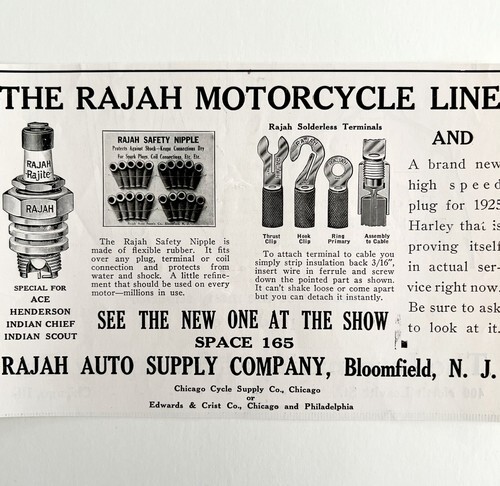 THE RAJAH MOTORCYCLE LINE
RAJAH
Rajite
RAJAH
SPECIAL FOR
ACE
HENDERSON
INDIAN CHIEF
INDIAN SCOUT
RAJAH SAFETY NIPPLE
Protects Against Shock—Keeps Connections Dry
For Spark Plugs, Coil Connections, Etc. Etc.
The Rajah Safety Nipple is
made of flexible rubber. It fits
over any plug, terminal or coil
connection and protects from
water and shock. A little refine-
ment that should be used on every
motor—millions in use.
Rajah Solderless Terminals
Thrust
Clip
Hook
Clip
Ring
Primary
Assembly
to Cable
To attach terminal to cable you
simply strip insulation back 3/16",
insert wire in ferrule and screw
down the pointed part as shown.
It can't shake loose or come apart
but you can detach it instantly.
AND
A brand new
high speed
plug for 1925
Harley that is
proving itself
in actual ser-
vice right now.
Be sure to ask
to look at it.
SEE THE NEW ONE AT THE SHOW
SPACE 165
RAJAH AUTO SUPPLY COMPANY, Bloomfield, N. J.
Chicago Cycle Supply Co., Chicago
or
Edwards & Crist Co., Chicago and Philadelphia